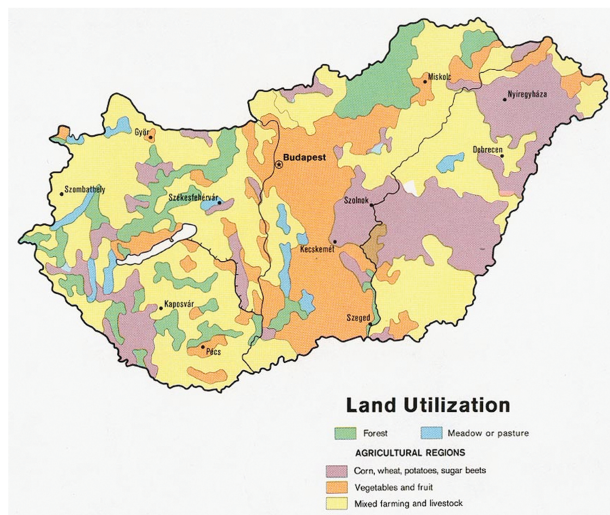 Miskolc
Nyíregyháza
Győr
Debrecen
Budapest
Szombathely
Székesfehérvár
Szolnok
Kecskemét
Kaposvár
Szeged
Pécs
Land Utilization
Forest
Meadow or pasture
AGRICULTURAL REGIONS
Corn, wheat, potatoes, sugar beets
Vegetables and fruit
Mixed farming and livestock